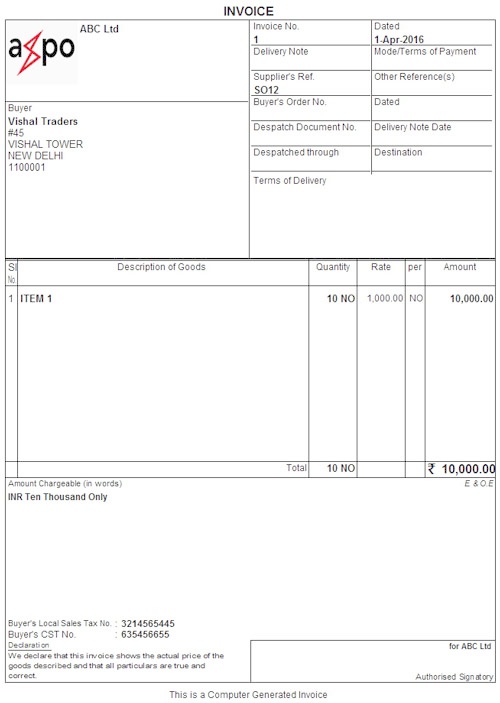 INVOICE
axpo
ABC Ltd
Invoice No.
1
Dated
1-Apr-2016
Delivery Note
Mode/Terms of Payment
Supplier's Ref.
SO12
Other Reference(s)
Buyer
Vishal Traders
#45
VISHAL TOWER
NEW DELHI
1100001
Buyer's Order No.
Dated
Despatch Document No.
Delivery Note Date
Despatched through
Destination
Terms of Delivery
Sl No Description of Goods Quantity Rate per Amount
1 ITEM 1 10 NO 1,000.00 NO 10,000.00
Total 10 NO ₹ 10,000.00
Amount Chargeable (in words) E. & O.E
INR Ten Thousand Only
Buyer's Local Sales Tax No. : 3214565445
Buyer's CST No. : 635456655
Declaration
We declare that this invoice shows the actual price of the
goods described and that all particulars are true and
correct.
for ABC Ltd
Authorised Signatory
This is a Computer Generated Invoice